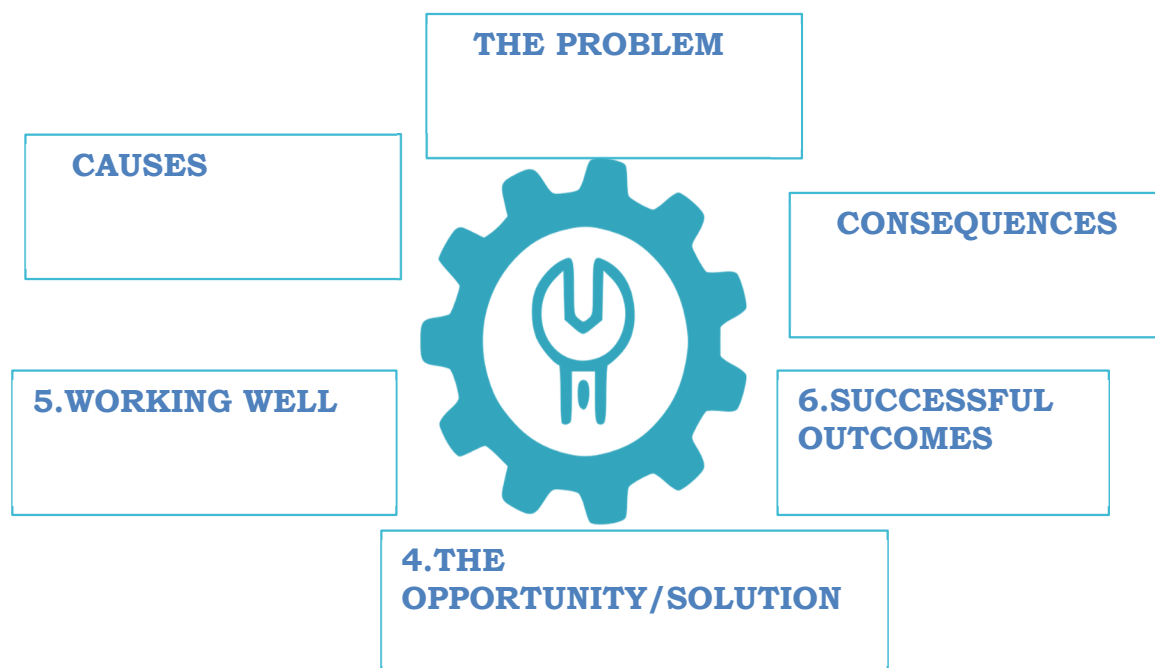 THE PROBLEM
CAUSES
CONSEQUENCES
5.WORKING WELL
6.SUCCESSFUL
OUTCOMES
4.THE
OPPORTUNITY/SOLUTION